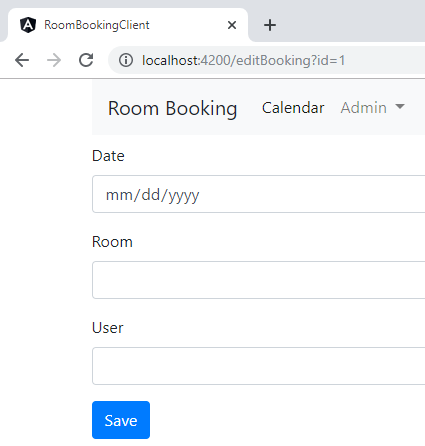 RoomBookingClient
localhost:4200/editBooking?id=1
Room Booking Calendar Admin
Date
mm/dd/yyyy
Room
User
Save